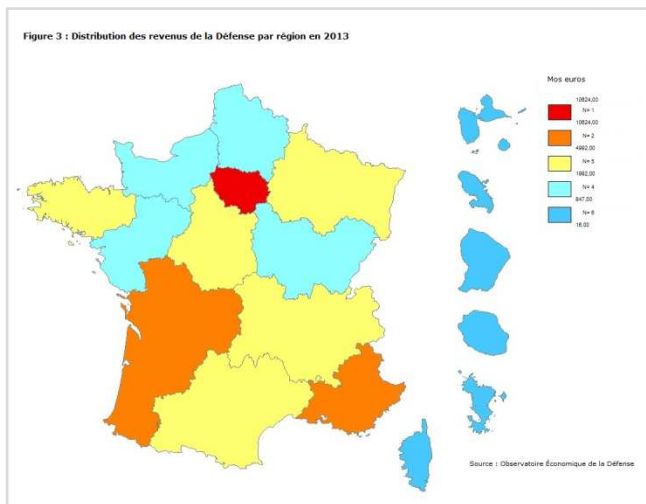 Figure 3 : Distribution des revenus de la Défense par région en 2013
Mos euros
10824,00
N= 1
10824,00
N= 2
4992,00
N= 5
1992,00
N= 4
847,00
N= 6
16,00
Source : Observatoire Économique de la Défense